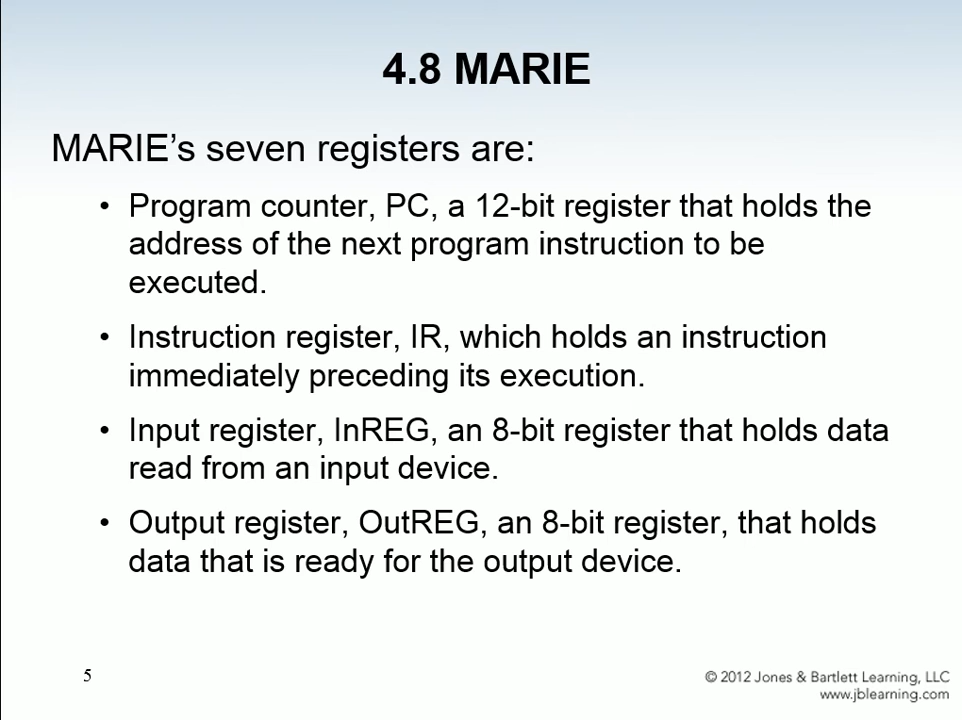 4.8 MARIE
MARIE’s seven registers are:
• Program counter, PC, a 12-bit register that holds the
address of the next program instruction to be
executed.
• Instruction register, IR, which holds an instruction
immediately preceding its execution.
• Input register, InREG, an 8-bit register that holds data
read from an input device.
• Output register, OutREG, an 8-bit register, that holds
data that is ready for the output device.
5
© 2012 Jones & Bartlett Learning, LLC
www.jblearning.com